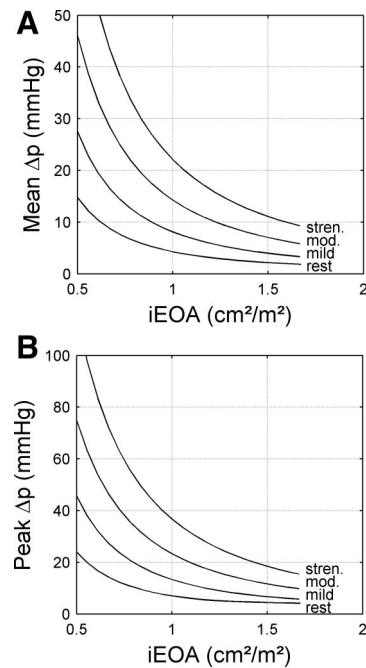 A
Mean Δp (mmHg)
50
40
30
20
10
0
stren.
mod.
mild
rest
0.5 1 1.5 2
iEOA (cm²/m²)
B
Peak Δp (mmHg)
100
80
60
40
20
0
stren.
mod.
mild
rest
0.5 1 1.5 2
iEOA (cm²/m²)